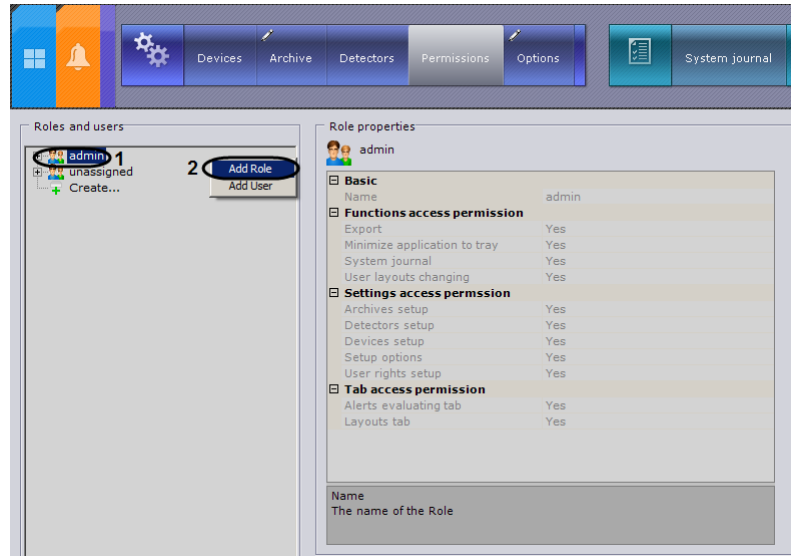 Devices Archive Detectors Permissions Options System journal
Roles and users
admin 1
unassigned
Create...
2 Add Role
Add User
Role properties
admin
Basic
Name admin
Functions access permission
Export Yes
Minimize application to tray Yes
System journal Yes
User layouts changing Yes
Settings access permssion
Archives setup Yes
Detectors setup Yes
Devices setup Yes
Setup options Yes
User rights setup Yes
Tab access permission
Alerts evaluating tab Yes
Layouts tab Yes
Name
The name of the Role